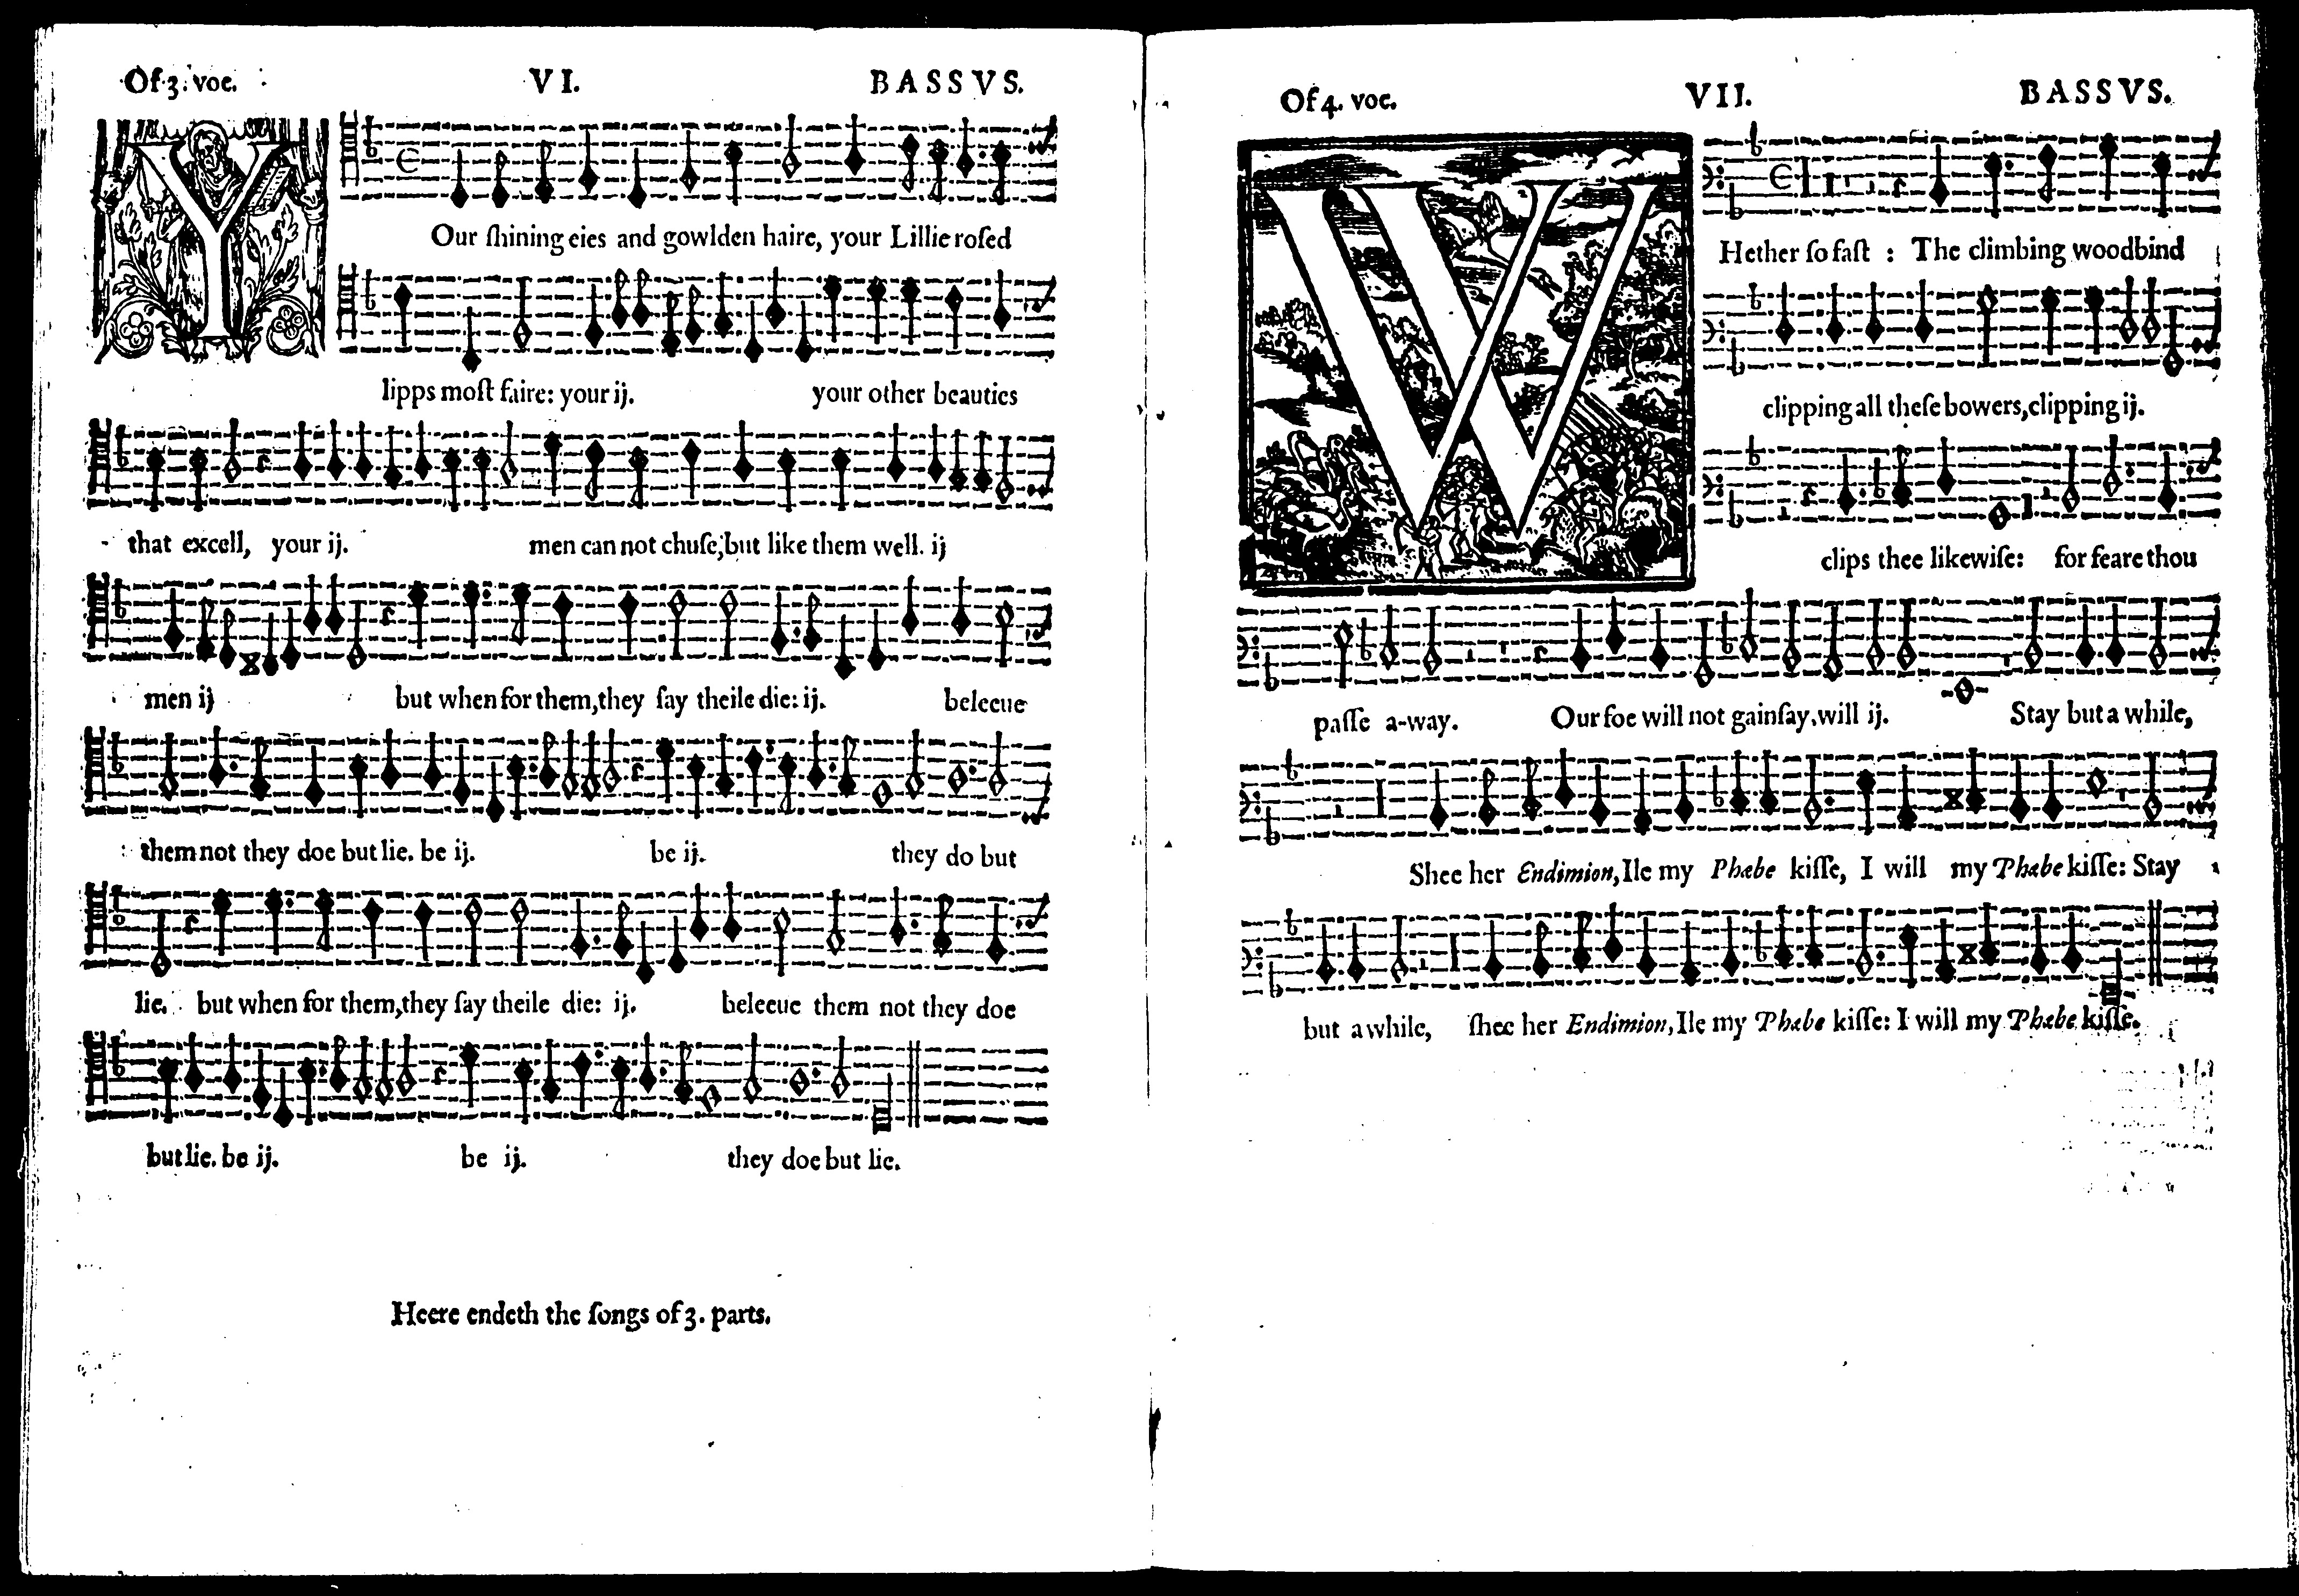 Of 3. voc. VI. BASSVS.
YOur ſhining eies and gowlden haire, your Lillie roſed
lipps moſt faire: your ij. your other beauties
that excell, your ij. men can not chuſe, but like them well. ij
men ij but when for them, they ſay theile die: ij. beleeue
them not they doe but lie. be ij. be ij. they do but
lie. but when for them, they ſay theile die: ij. beleeue them not they doe
but lie. be ij. be ij. they doe but lie.
Heere endeth the ſongs of 3. parts.
Of 4. voc. VII. BASSVS.
WHether ſo faſt : The climbing woodbind
clipping all theſe bowers, clipping ij.
clips thee likewiſe: for feare thou
paſſe a-way. Our foe will not gainſay, will ij. Stay but a while,
Shee her Endimion, Ile my Phæbe kiſſe, I will my Phæbe kiſſe: Stay
but a while, ſhee her Endimion, Ile my Phæbe kiſſe: I will my Phæbe kiſſe.